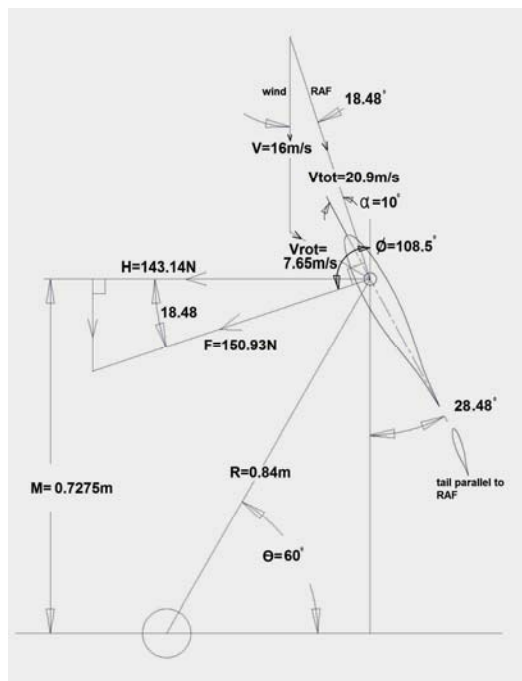 wind
RAF
18.48°
V=16m/s
Vtot=20.9m/s
α=10°
Vrot=
7.65m/s
Ø=108.5°
H=143.14N
18.48
F=150.93N
28.48°
R=0.84m
M= 0.7275m
tail parallel to
RAF
Θ=60°